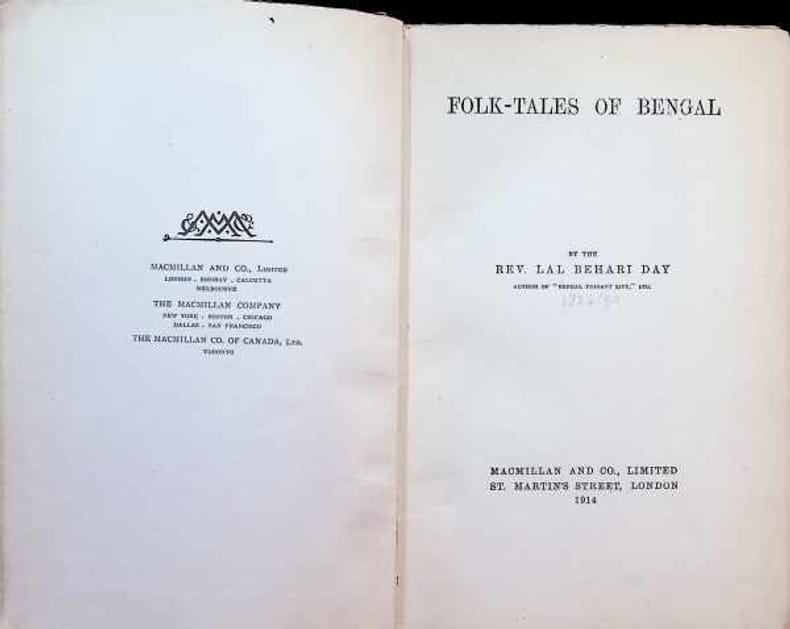 MACMILLAN AND CO., LIMITED
LONDON . BOMBAY . CALCUTTA
MELBOURNE
THE MACMILLAN COMPANY
NEW YORK . BOSTON . CHICAGO
DALLAS . SAN FRANCISCO
THE MACMILLAN CO. OF CANADA, LTD.
TORONTO
FOLK-TALES OF BENGAL
BY THE
REV. LAL BEHARI DAY
AUTHOR OF "BENGAL PEASANT LIFE," ETC.
MACMILLAN AND CO., LIMITED
ST. MARTIN'S STREET, LONDON
1914